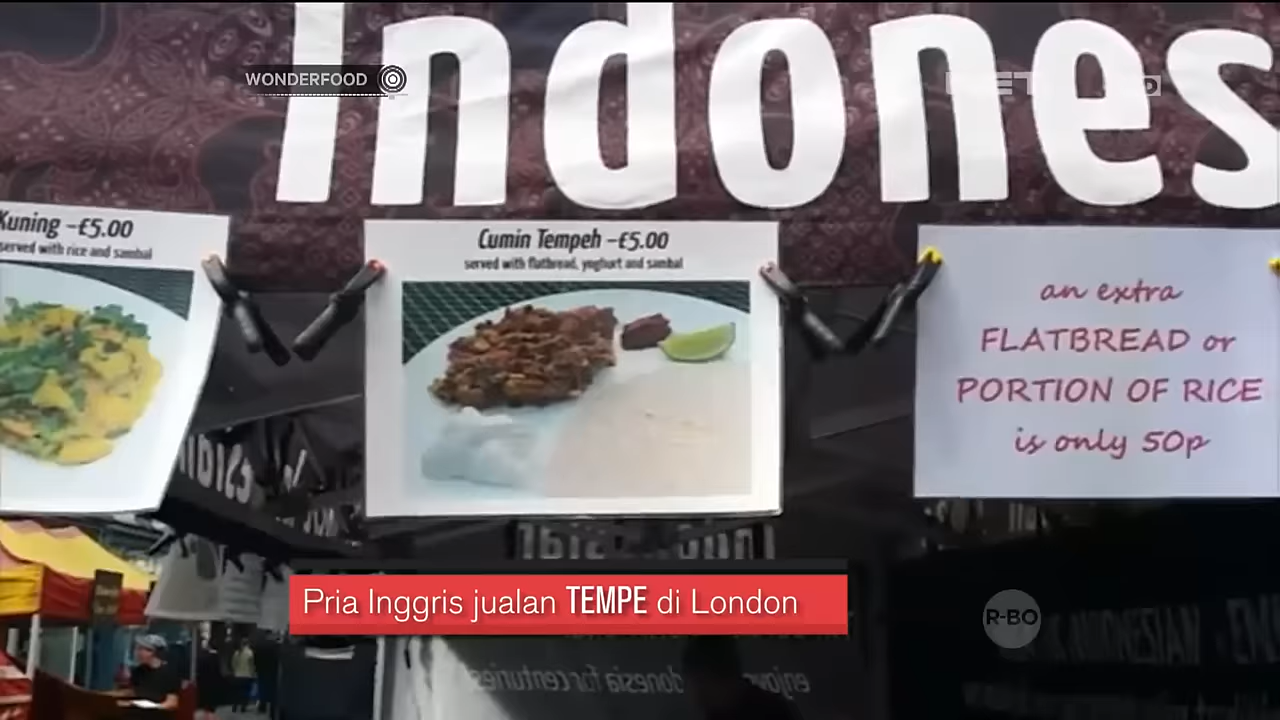 Indones
WONDERFOOD
Kuning -£5.00
served with rice and sambal
Cumin Tempeh -£5.00
served with flatbread, yoghurt and sambal
an extra
FLATBREAD or
PORTION OF RICE
is only 50p
Pria Inggris jualan TEMPE di London
R-BO
enjoyed